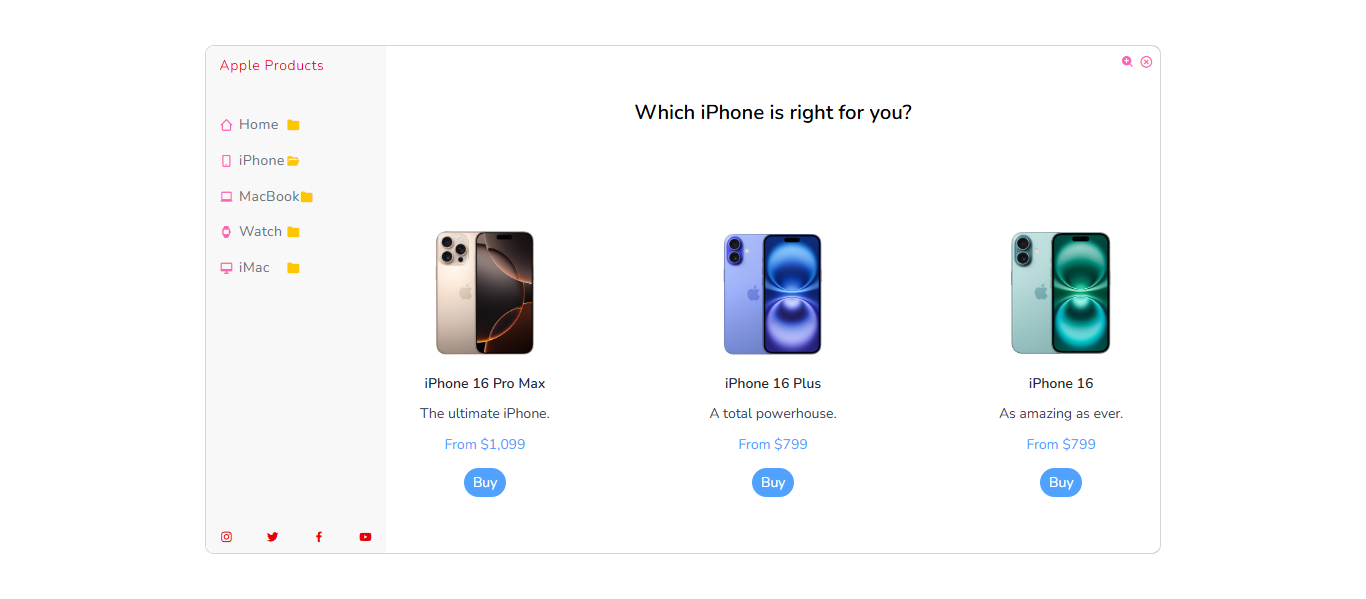 Apple Products
Home
iPhone
MacBook
Watch
iMac
Which iPhone is right for you?
iPhone 16 Pro Max
The ultimate iPhone.
From $1,099
Buy
iPhone 16 Plus
A total powerhouse.
From $799
Buy
iPhone 16
As amazing as ever.
From $799
Buy